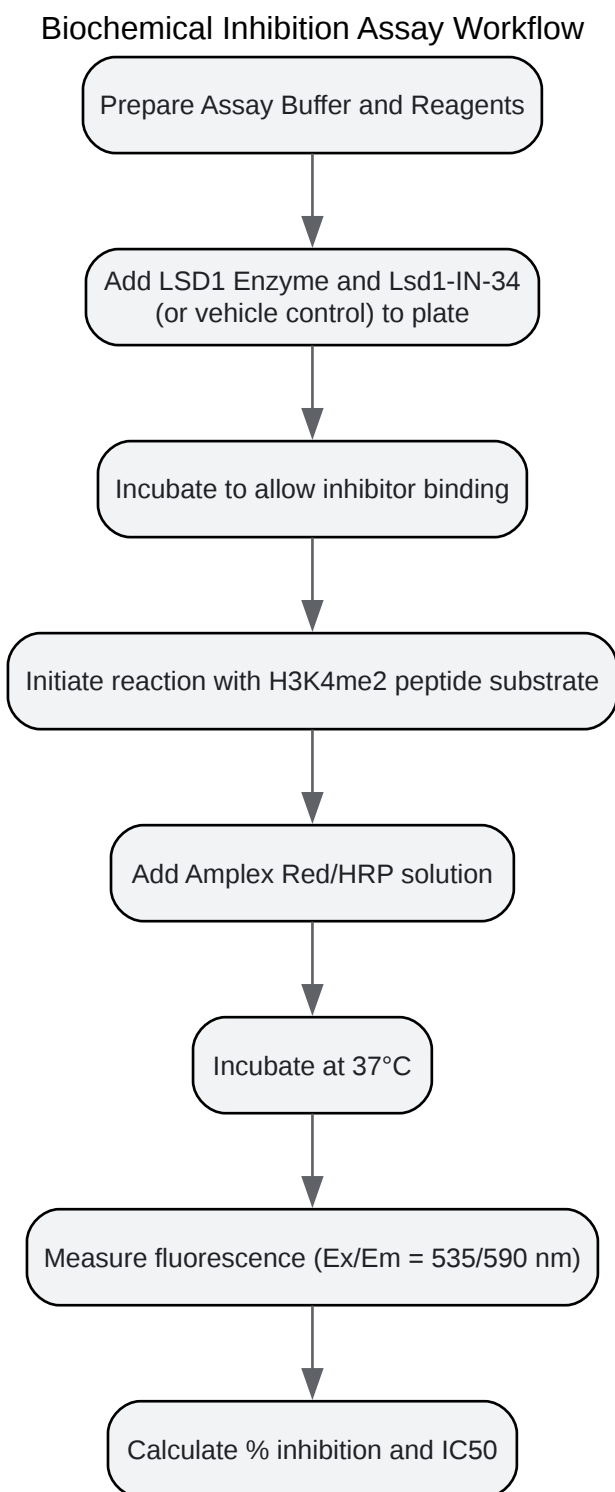 Biochemical Inhibition Assay Workflow
Prepare Assay Buffer and Reagents
Add LSD1 Enzyme and Lsd1-IN-34
(or vehicle control) to plate
Incubate to allow inhibitor binding
Initiate reaction with H3K4me2 peptide substrate
Add Amplex Red/HRP solution
Incubate at 37°C
Measure fluorescence (Ex/Em = 535/590 nm)
Calculate % inhibition and IC50